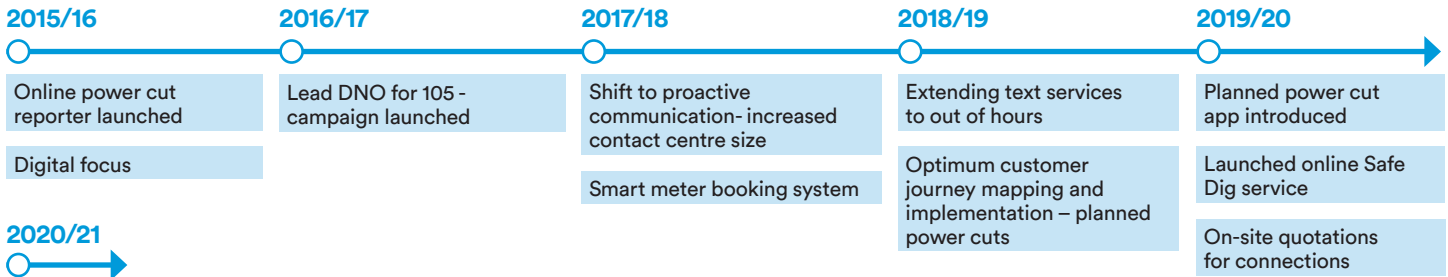 2015/16
Online power cut
reporter launched
Digital focus
2016/17
Lead DNO for 105 -
campaign launched
2017/18
Shift to proactive
communication- increased
contact centre size
Smart meter booking system
2018/19
Extending text services
to out of hours
Optimum customer
journey mapping and
implementation – planned
power cuts
2019/20
Planned power cut
app introduced
Launched online Safe
Dig service
On-site quotations
for connections
2020/21